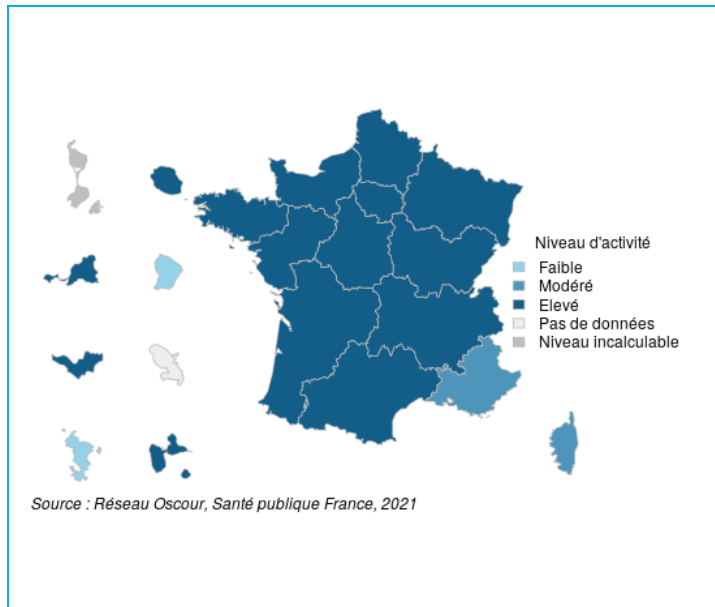 Niveau d'activité
Faible
Modéré
Elevé
Pas de données
Niveau incalculable
Source : Réseau Oscour, Santé publique France, 2021